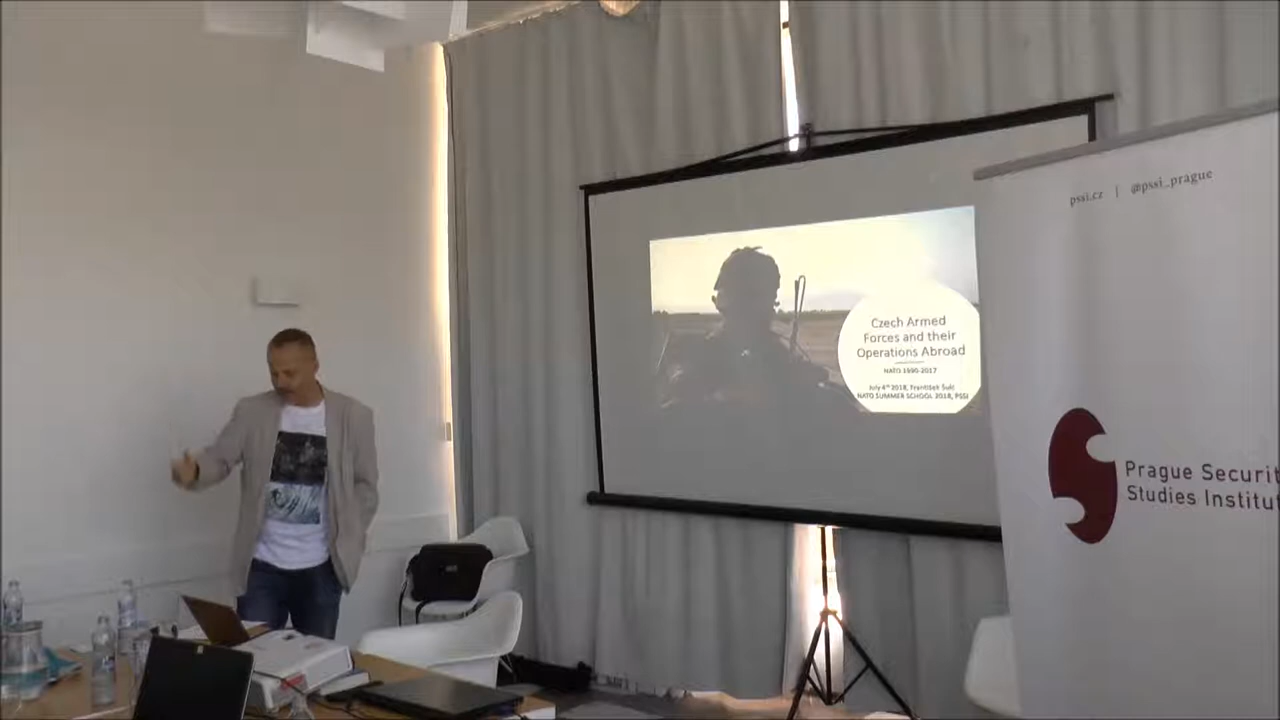 pssi.cz | @pssi_prague
Czech Armed
Forces and their
Operations Abroad
NATO 1990-2017
July 4th 2018, František Šulc
NATO SUMMER SCHOOL 2018, PSSI
Prague Securit
Studies Institu